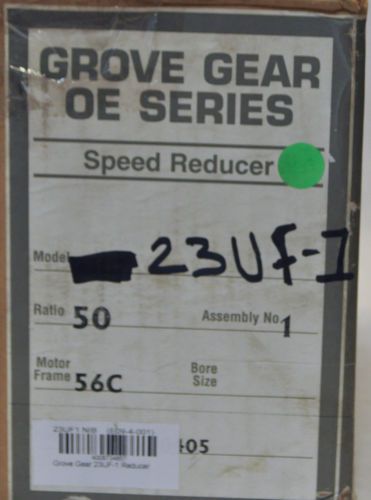 GROVE GEAR
OE SERIES
Speed Reducer
Model 23UF-1
Ratio 50 Assembly No. 1
Motor Frame 56C Bore Size
405
23UF1 NIB
Grove Gear 23UF-1 Reducer